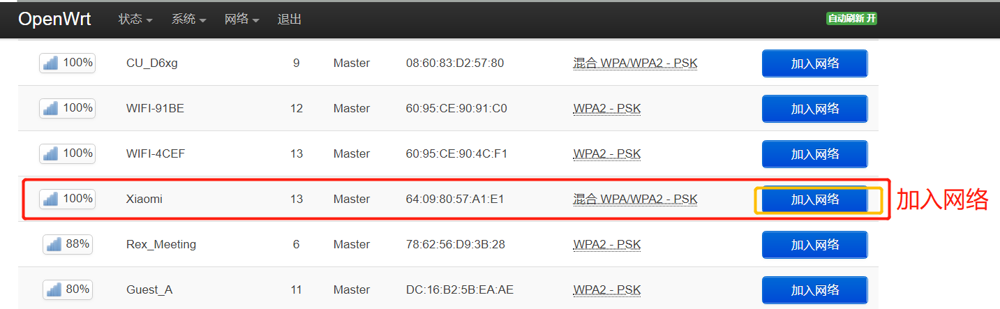 OpenWrt 状态 系统 网络 退出 自动刷新 开
100% CU_D6xg 9 Master 08:60:83:D2:57:80 混合 WPA/WPA2 - PSK 加入网络
100% WIFI-91BE 12 Master 60:95:CE:90:91:C0 WPA2 - PSK 加入网络
100% WIFI-4CEF 13 Master 60:95:CE:90:4C:F1 WPA2 - PSK 加入网络
100% Xiaomi 13 Master 64:09:80:57:A1:E1 混合 WPA/WPA2 - PSK 加入网络 加入网络
88% Rex_Meeting 6 Master 78:62:56:D9:3B:28 WPA2 - PSK 加入网络
80% Guest_A 11 Master DC:16:B2:5B:EA:AE WPA2 - PSK 加入网络